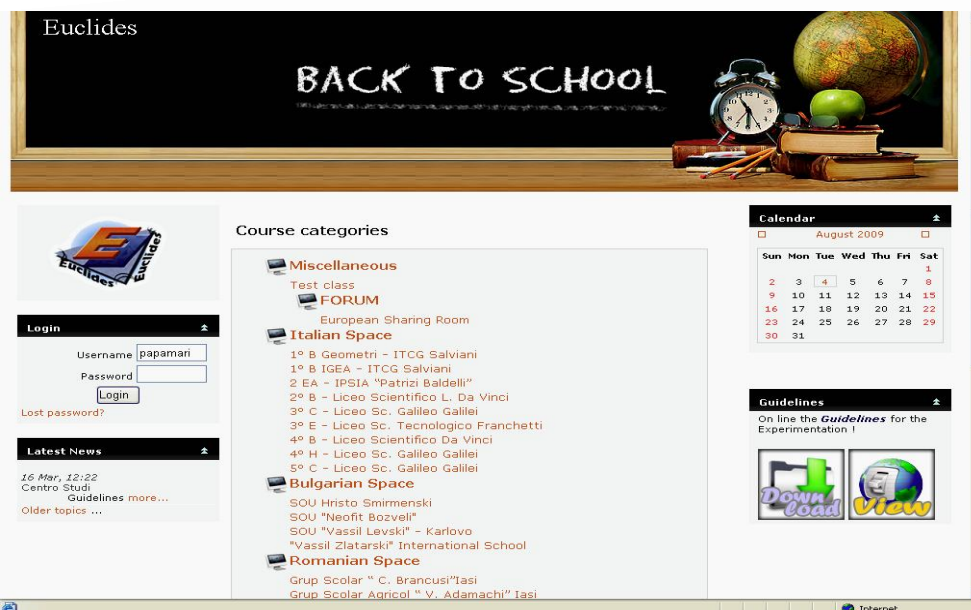 Euclides
BACK TO SCHOOL
Euclides Euclides
Login
Username papamari
Password
Login
Lost password?
Latest News
16 Mar, 12:22
Centro Studi
Guidelines more...
Older topics ...
Course categories
Miscellaneous
Test class
FORUM
European Sharing Room
Italian Space
1° B Geometri - ITCG Salviani
1° B IGEA - ITCG Salviani
2 EA - IPSIA "Patrizi Baldelli"
2° B - Liceo Scientifico L. Da Vinci
3° C - Liceo Sc. Galileo Galilei
3° E - Liceo Sc. Tecnologico Franchetti
4° B - Liceo Scientifico Da Vinci
4° H - Liceo Sc. Galileo Galilei
5° C - Liceo Sc. Galileo Galilei
Bulgarian Space
SOU Hristo Smirmenski
SOU "Neofit Bozveli"
SOU "Vassil Levski" - Karlovo
"Vassil Zlatarski" International School
Romanian Space
Grup Scolar " C. Brancusi"Iasi
Grup Scolar Agricol " V. Adamachi" Iasi
Calendar
August 2009
Sun Mon Tue Wed Thu Fri Sat
1
2 3 4 5 6 7 8
9 10 11 12 13 14 15
16 17 18 19 20 21 22
23 24 25 26 27 28 29
30 31
Guidelines
On line the Guidelines for the
Experimentation !
Down load
View
Internet